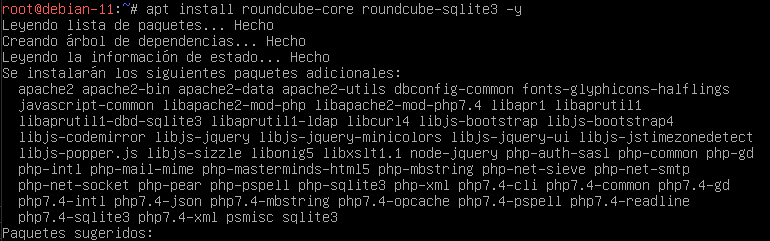 root@debian-11:~# apt install roundcube-core roundcube-sqlite3 -y
Leyendo lista de paquetes... Hecho
Creando árbol de dependencias... Hecho
Leyendo la información de estado... Hecho
Se instalarán los siguientes paquetes adicionales:
  apache2 apache2-bin apache2-data apache2-utils dbconfig-common fonts-glyphicons-halflings
  javascript-common libapache2-mod-php libapache2-mod-php7.4 libapr1 libaprutil1
  libaprutil1-dbd-sqlite3 libaprutil1-ldap libcurl4 libjs-bootstrap libjs-bootstrap4
  libjs-codemirror libjs-jquery libjs-jquery-minicolors libjs-jquery-ui libjs-jstimezonedetect
  libjs-popper.js libjs-sizzle libonig5 libxslt1.1 node-jquery php-auth-sasl php-common php-gd
  php-intl php-mail-mime php-masterminds-html5 php-mbstring php-net-sieve php-net-smtp
  php-net-socket php-pear php-pspell php-sqlite3 php-xml php7.4-cli php7.4-common php7.4-gd
  php7.4-intl php7.4-json php7.4-mbstring php7.4-opcache php7.4-pspell php7.4-readline
  php7.4-sqlite3 php7.4-xml psmisc sqlite3
Paquetes sugeridos: